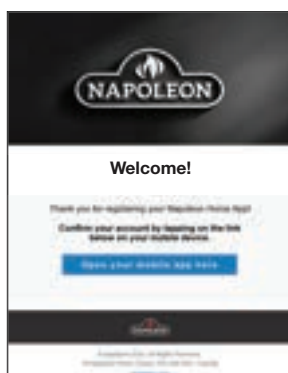 NAPOLEON
Welcome!
Thank you for registering your Napoleon Home App!
Confirm your account by tapping on the link
below on your mobile device.
Open your mobile app here